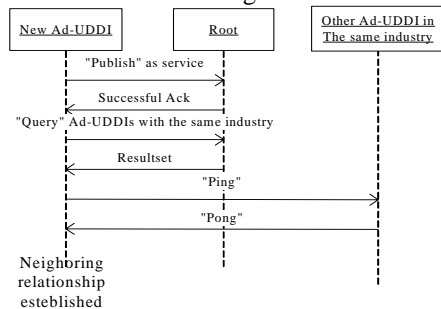 New Ad-UDDI
Root
Other Ad-UDDI in
The same industry
"Publish" as service
Successful Ack
"Query" Ad-UDDIs with the same industry
Resultset
"Ping"
"Pong"
Neighoring
relationship
esteblished